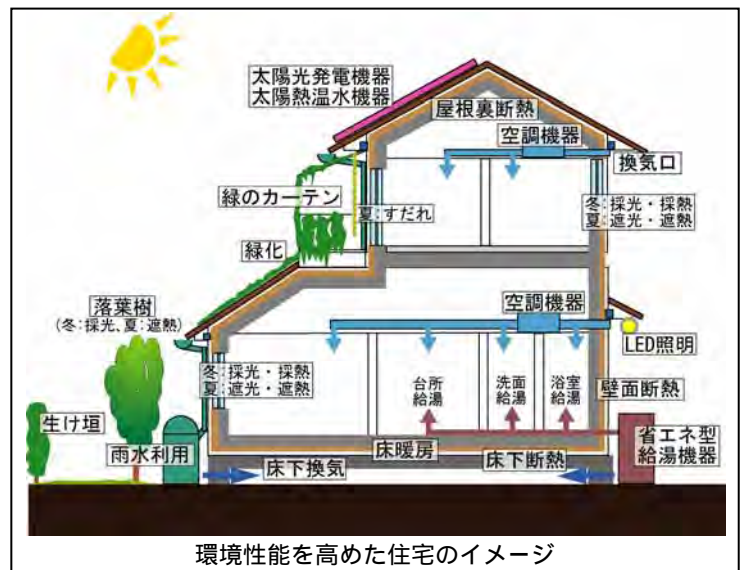 太陽光発電機器
太陽熱温水機器
屋根裏断熱
空調機器
換気口
緑のカーテン
夏:すだれ
冬:採光・採熱
夏:遮光・遮熱
緑化
落葉樹
(冬:採光、夏:遮熱)
空調機器
LED照明
冬:採光・採熱
夏:遮光・遮熱
台所
給湯
洗面
給湯
浴室
給湯
壁面断熱
生け垣
雨水利用
床暖房
床下換気
床下断熱
省エネ型
給湯機器
環境性能を高めた住宅のイメージ